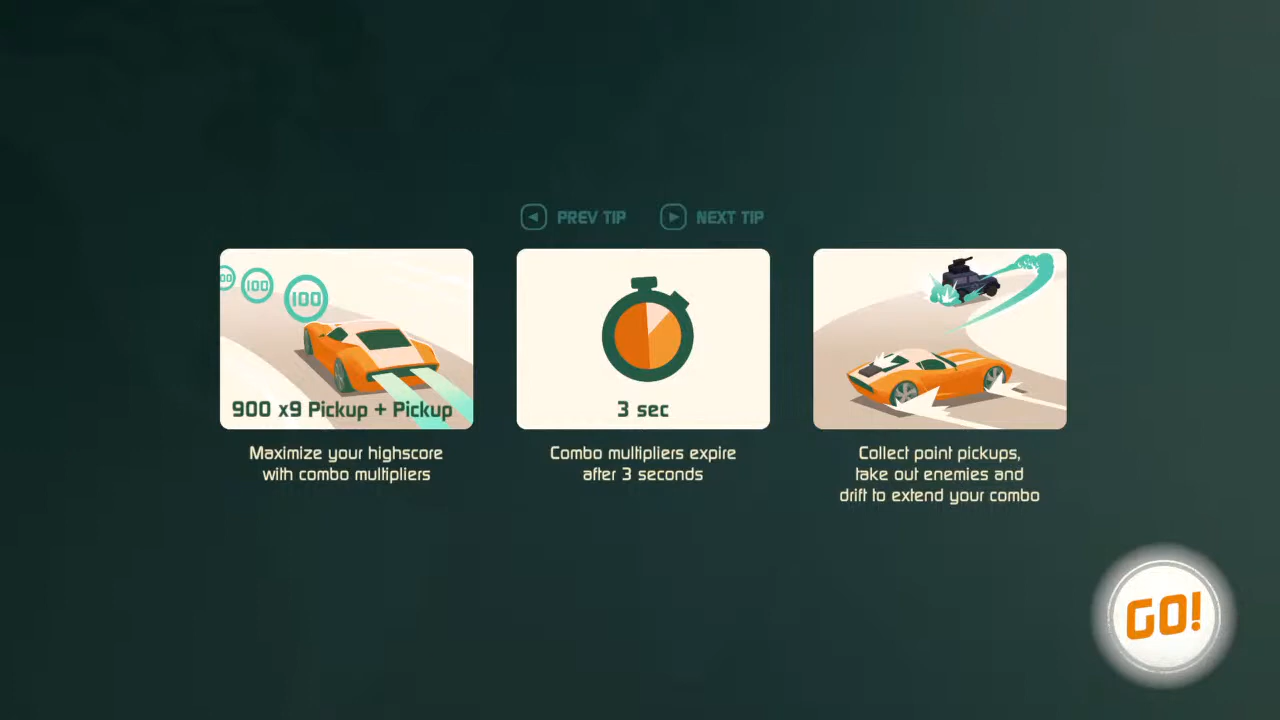 PREV TIP
NEXT TIP
100
100
900 x9 Pickup + Pickup
Maximize your highscore
with combo multipliers
3 sec
Combo multipliers expire
after 3 seconds
Collect point pickups,
take out enemies and
drift to extend your combo
GO!